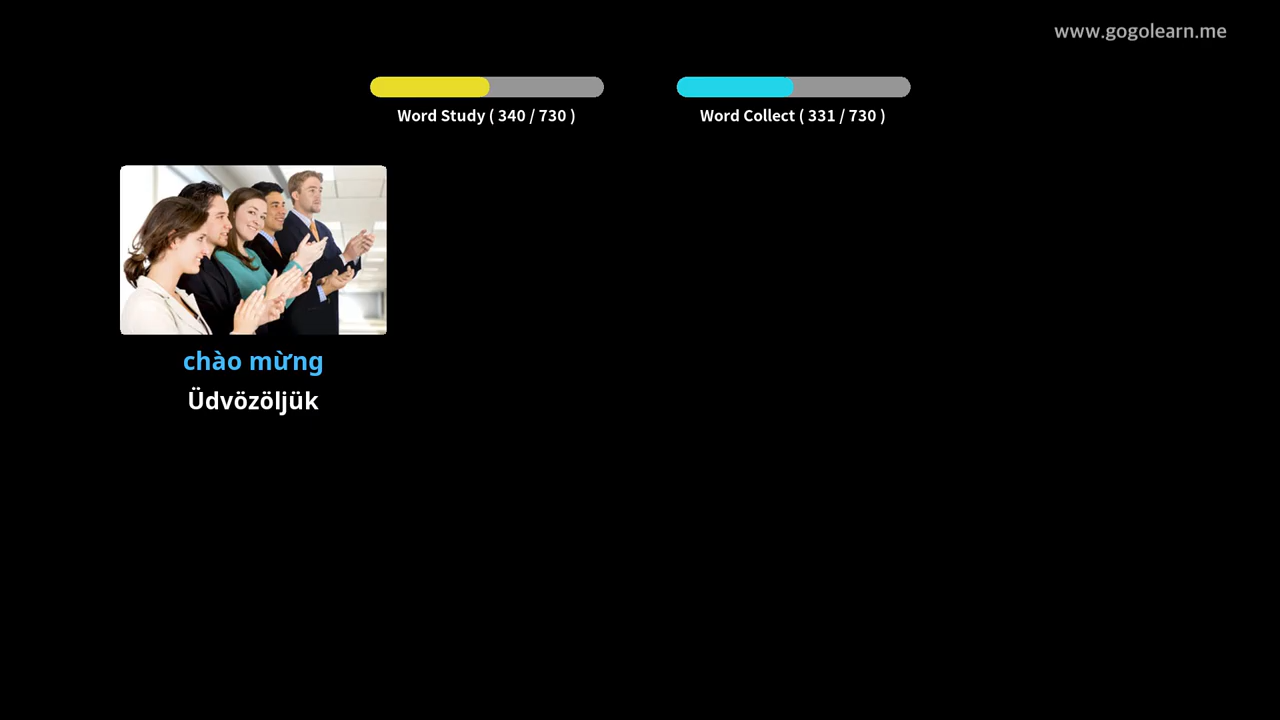 www.gogolearn.me
Word Study ( 340 / 730 )
Word Collect ( 331 / 730 )
chào mừng
Üdvözöljük